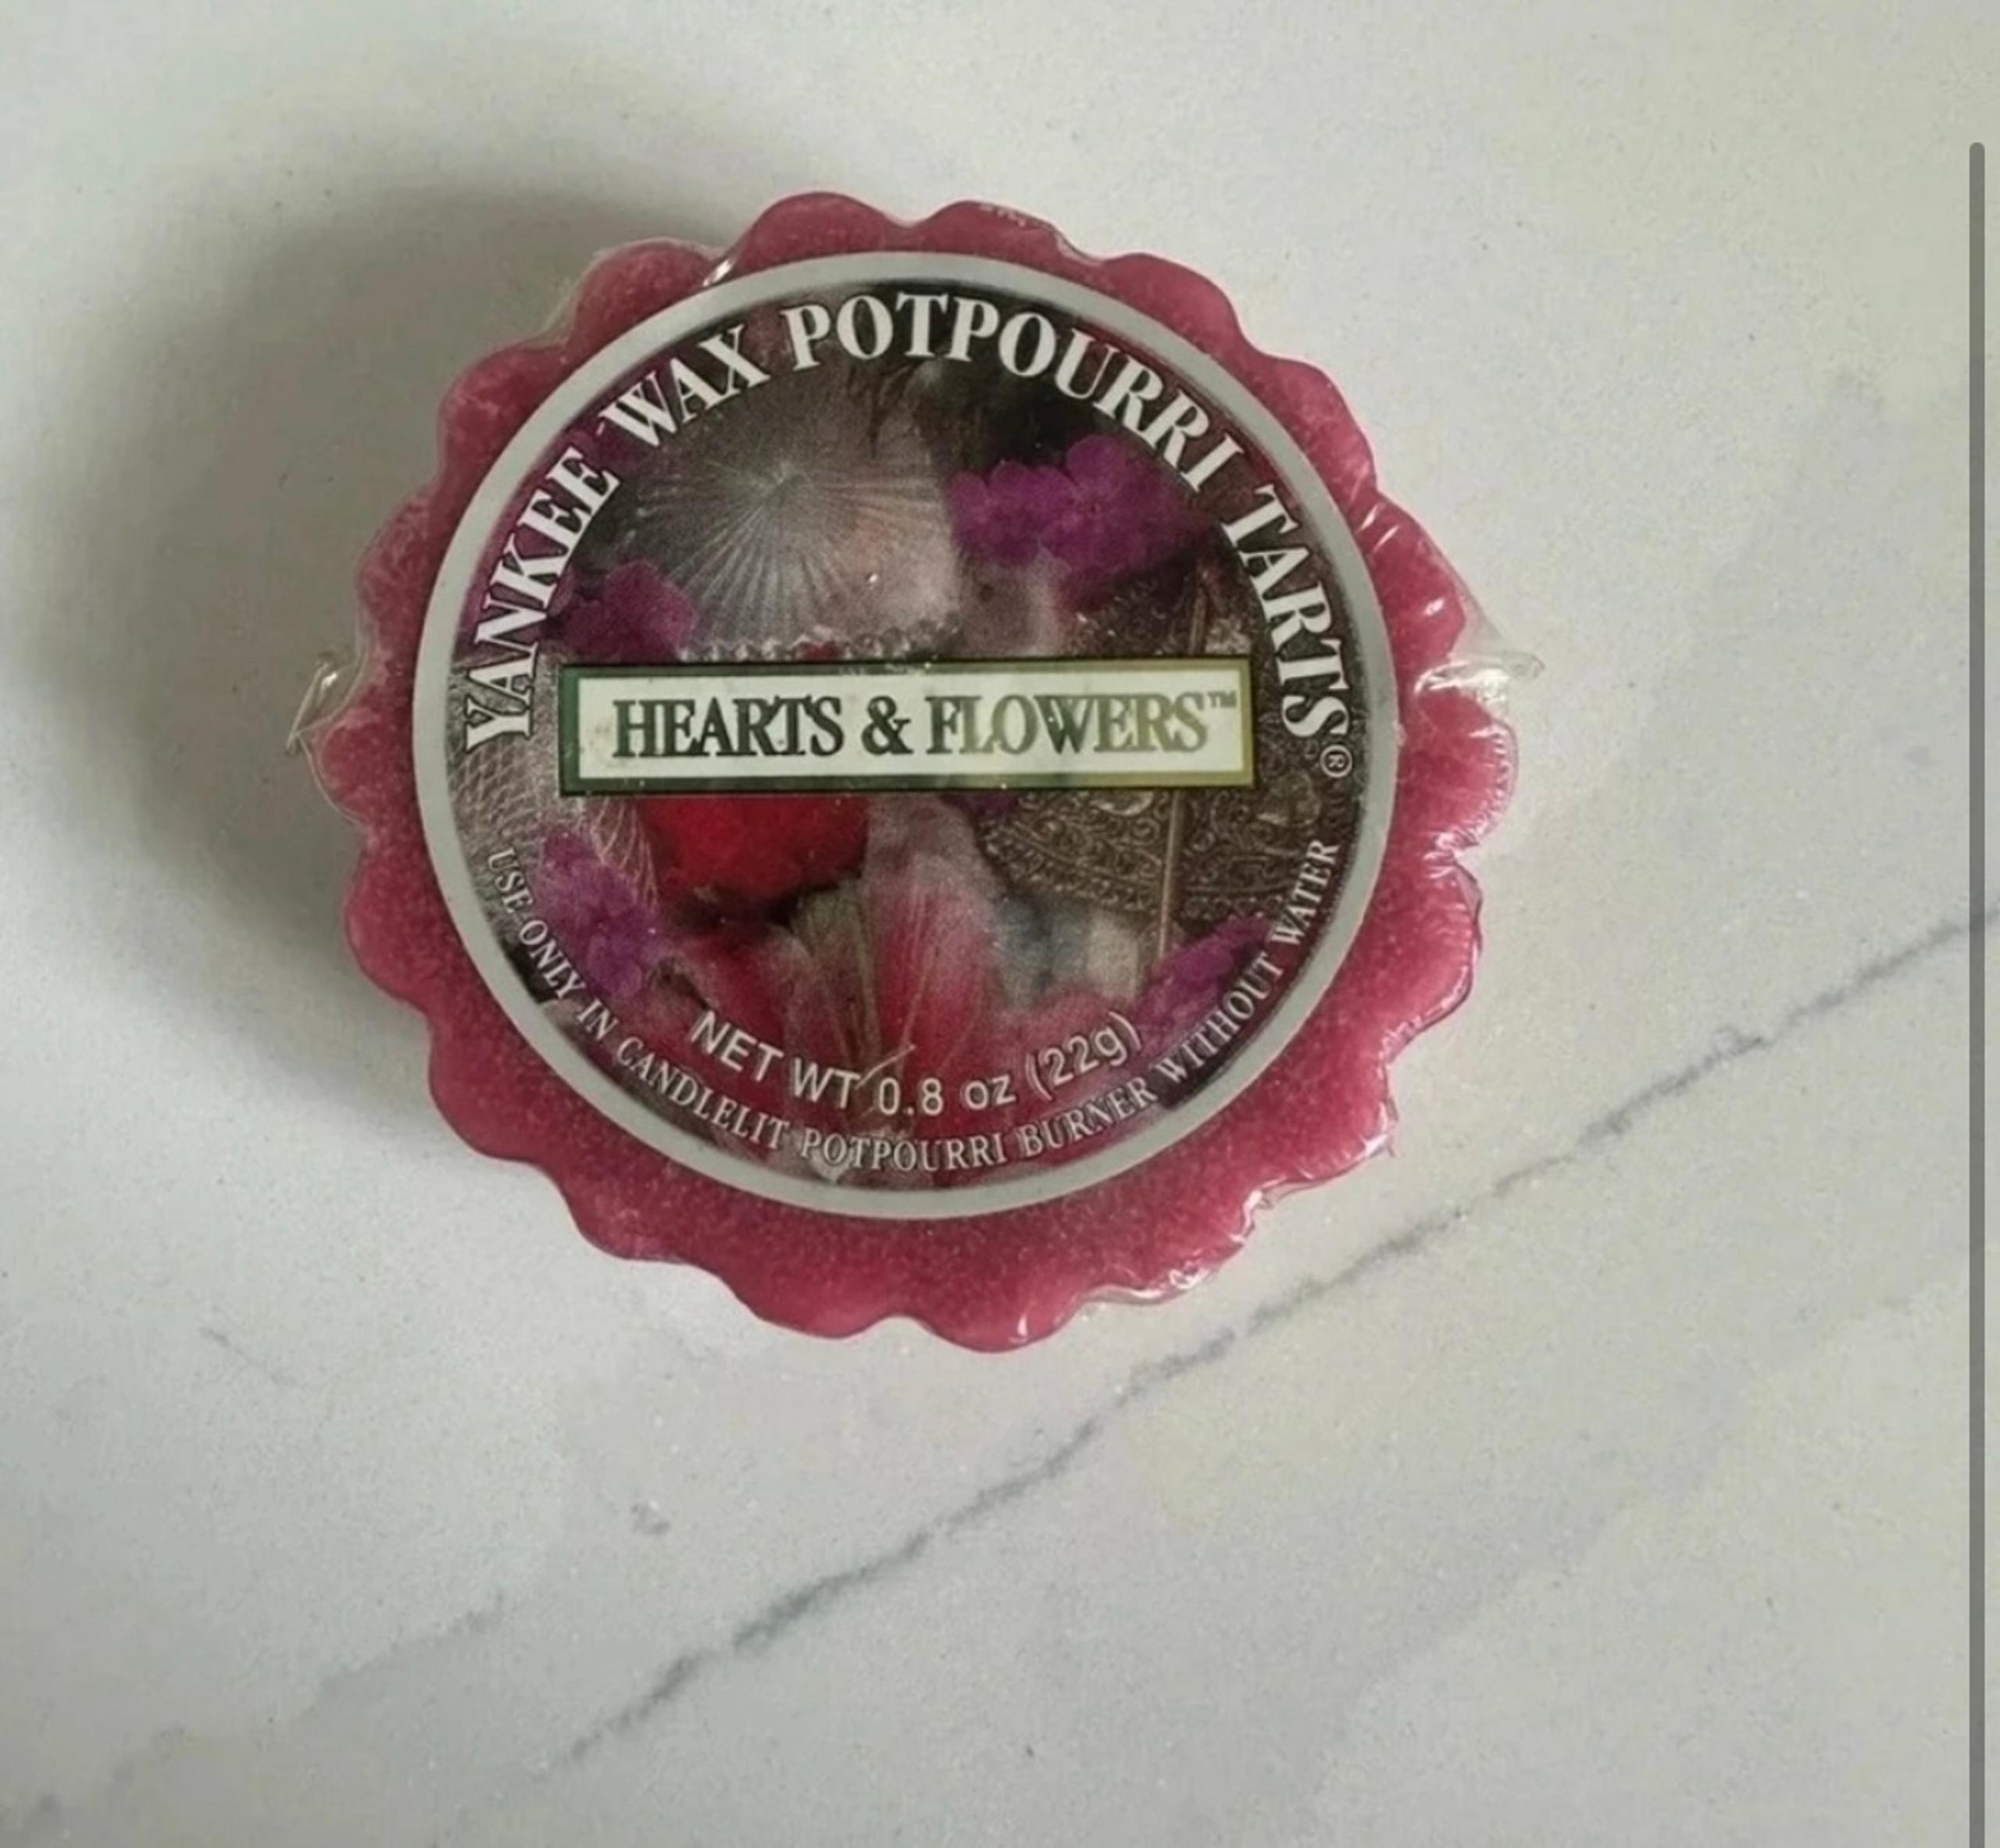 YANKEE WAX POTPOURRI TARTS®
HEARTS & FLOWERS™
NET WT 0.8 oz (22g)
USE ONLY IN CANDLELIT POTPOURRI BURNER WITHOUT WATER